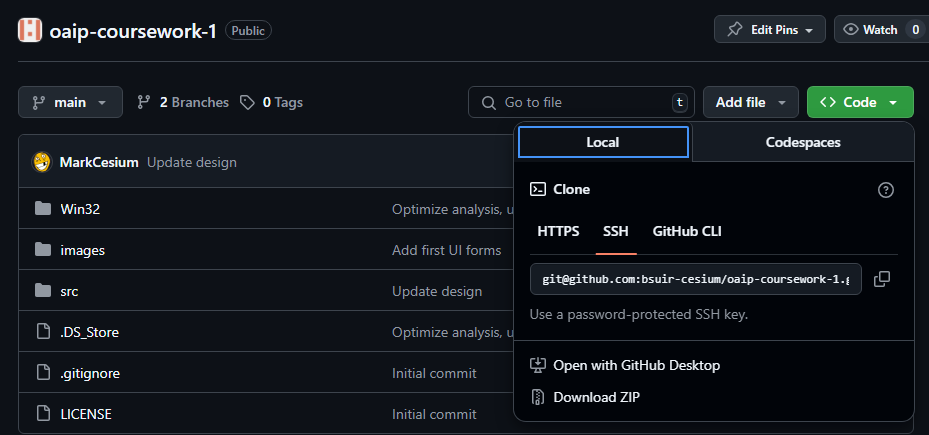 oaip-coursework-1 Public Edit Pins Watch 0
main 2 Branches 0 Tags Go to file t Add file Code
Local Codespaces
MarkCesium Update design
Clone
Win32 Optimize analysis, u
HTTPS SSH GitHub CLI
images Add first UI forms
git@github.com:bsuir-cesium/oaip-coursework-1.g
src Update design
Use a password-protected SSH key.
.DS_Store Optimize analysis, u
Open with GitHub Desktop
.gitignore Initial commit
Download ZIP
LICENSE Initial commit